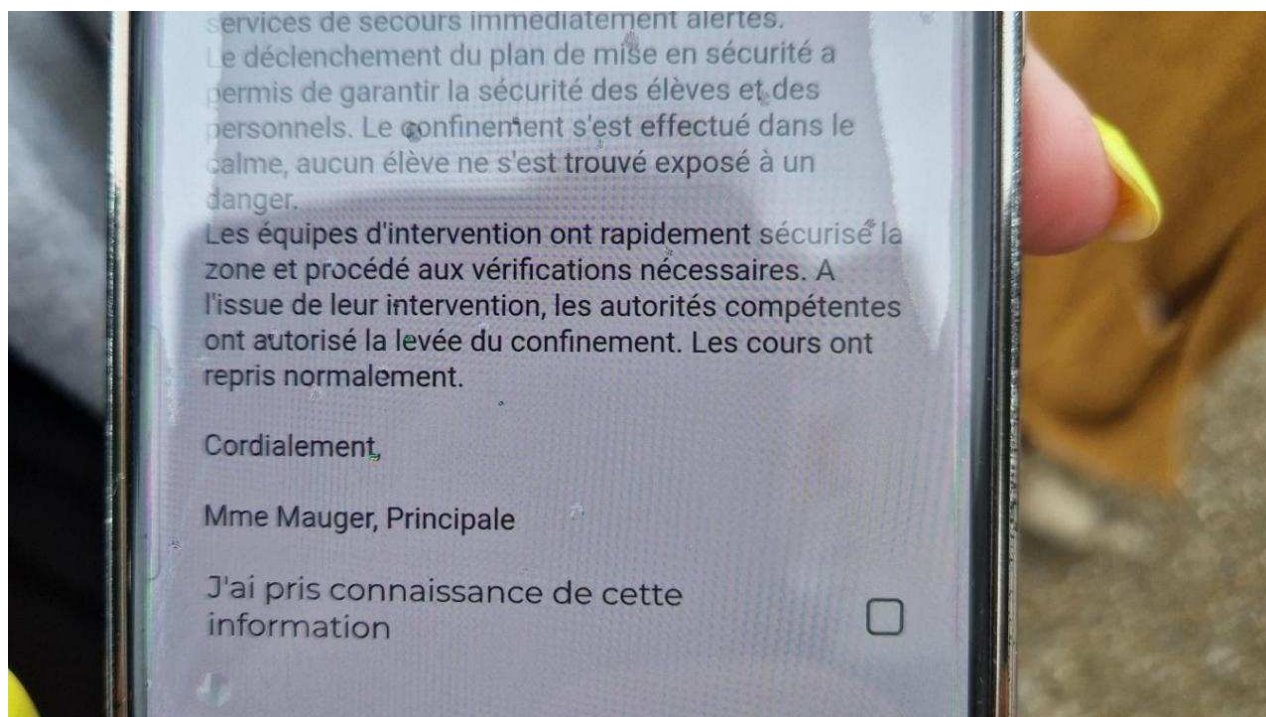 services de secours immédiatement alertés.
Le déclenchement du plan de mise en sécurité a
permis de garantir la sécurité des élèves et des
personnels. Le confinement s'est effectué dans le
calme, aucun élève ne s'est trouvé exposé à un
danger.
Les équipes d'intervention ont rapidement sécurisé la
zone et procédé aux vérifications nécessaires. A
l'issue de leur intervention, les autorités compétentes
ont autorisé la levée du confinement. Les cours ont
repris normalement.
Cordialement,
Mme Mauger, Principale
J'ai pris connaissance de cette
information